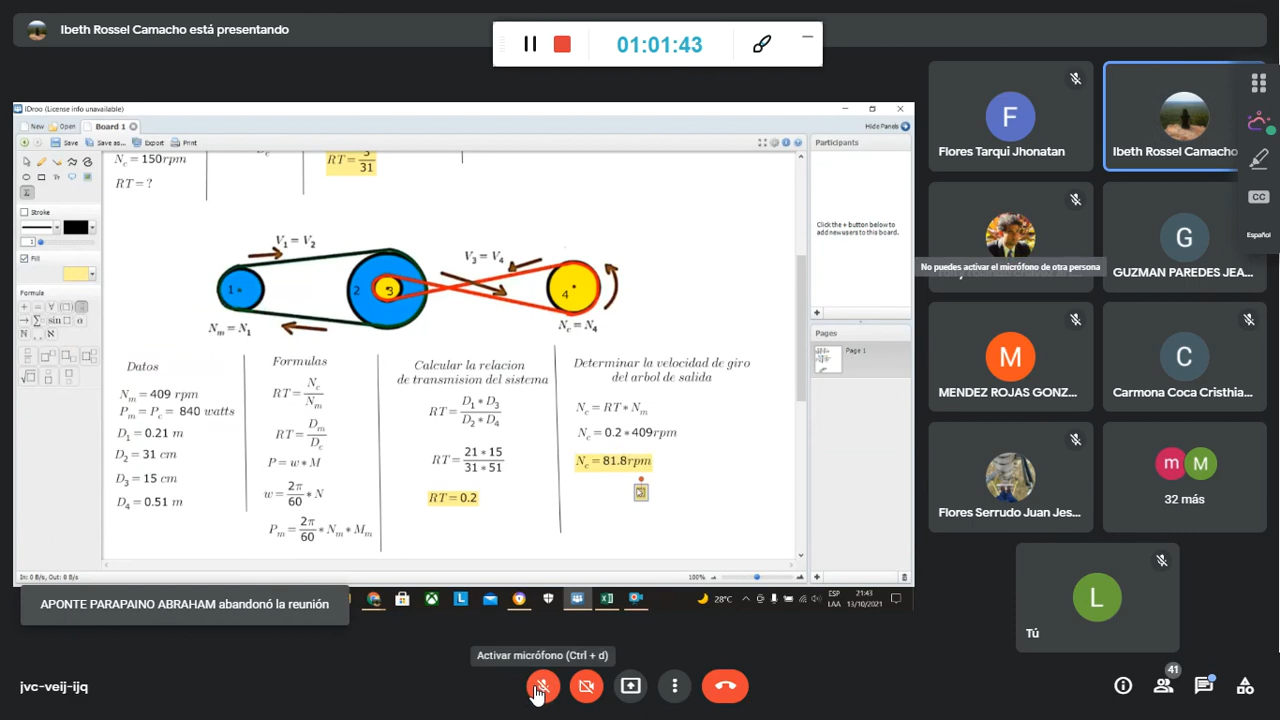 Ibeth Rossel Camacho está presentando
01:01:43
IDroo (License info unavailable)
New Open Board 1 Hide Panels
Save Save as... Export Print Participants
Stroke
1
Fill
Formula
N_c = 150rpm
RT = ?
RT = 3/31
V_1 = V_2
V_3 = V_4
1 2 3 4
N_m = N_1
N_c = N_4
Datos
N_m = 409 rpm
P_m = P_c = 840 watts
D_1 = 0.21 m
D_2 = 31 cm
D_3 = 15 cm
D_4 = 0.51 m
Formulas
RT = N_c/N_m
RT = D_m/D_c
P = w * M
w = 2π/60 * N
P_m = 2π/60 * N_m * M_m
Calcular la relacion
de transmision del sistema
RT = D_1 * D_3/D_2 * D_4
RT = 21 * 15/31 * 51
RT = 0.2
Determinar la velocidad de giro
del arbol de salida
N_c = RT * N_m
N_c = 0.2 * 409rpm
N_c = 81.8rpm
Click the + button below to
add new users to this board.
Pages
Page 1
In: 0 B/s, Out: 0 B/s
100%
28°C
ESP
LAA
21:43
13/10/2021
APONTE PARAPAINO ABRAHAM abandonó la reunión
Activar micrófono (Ctrl + d)
jvc-veij-ijq
F
Flores Tarqui Jhonatan
Ibeth Rossel Camacho
No puedes activar el micrófono de otra persona
G
GUZMAN PAREDES JEA...
M
MENDEZ ROJAS GONZ...
C
Carmona Coca Cristhia...
Flores Serrudo Juan Jes...
m M
32 más
L
Tú
CC
Español
41